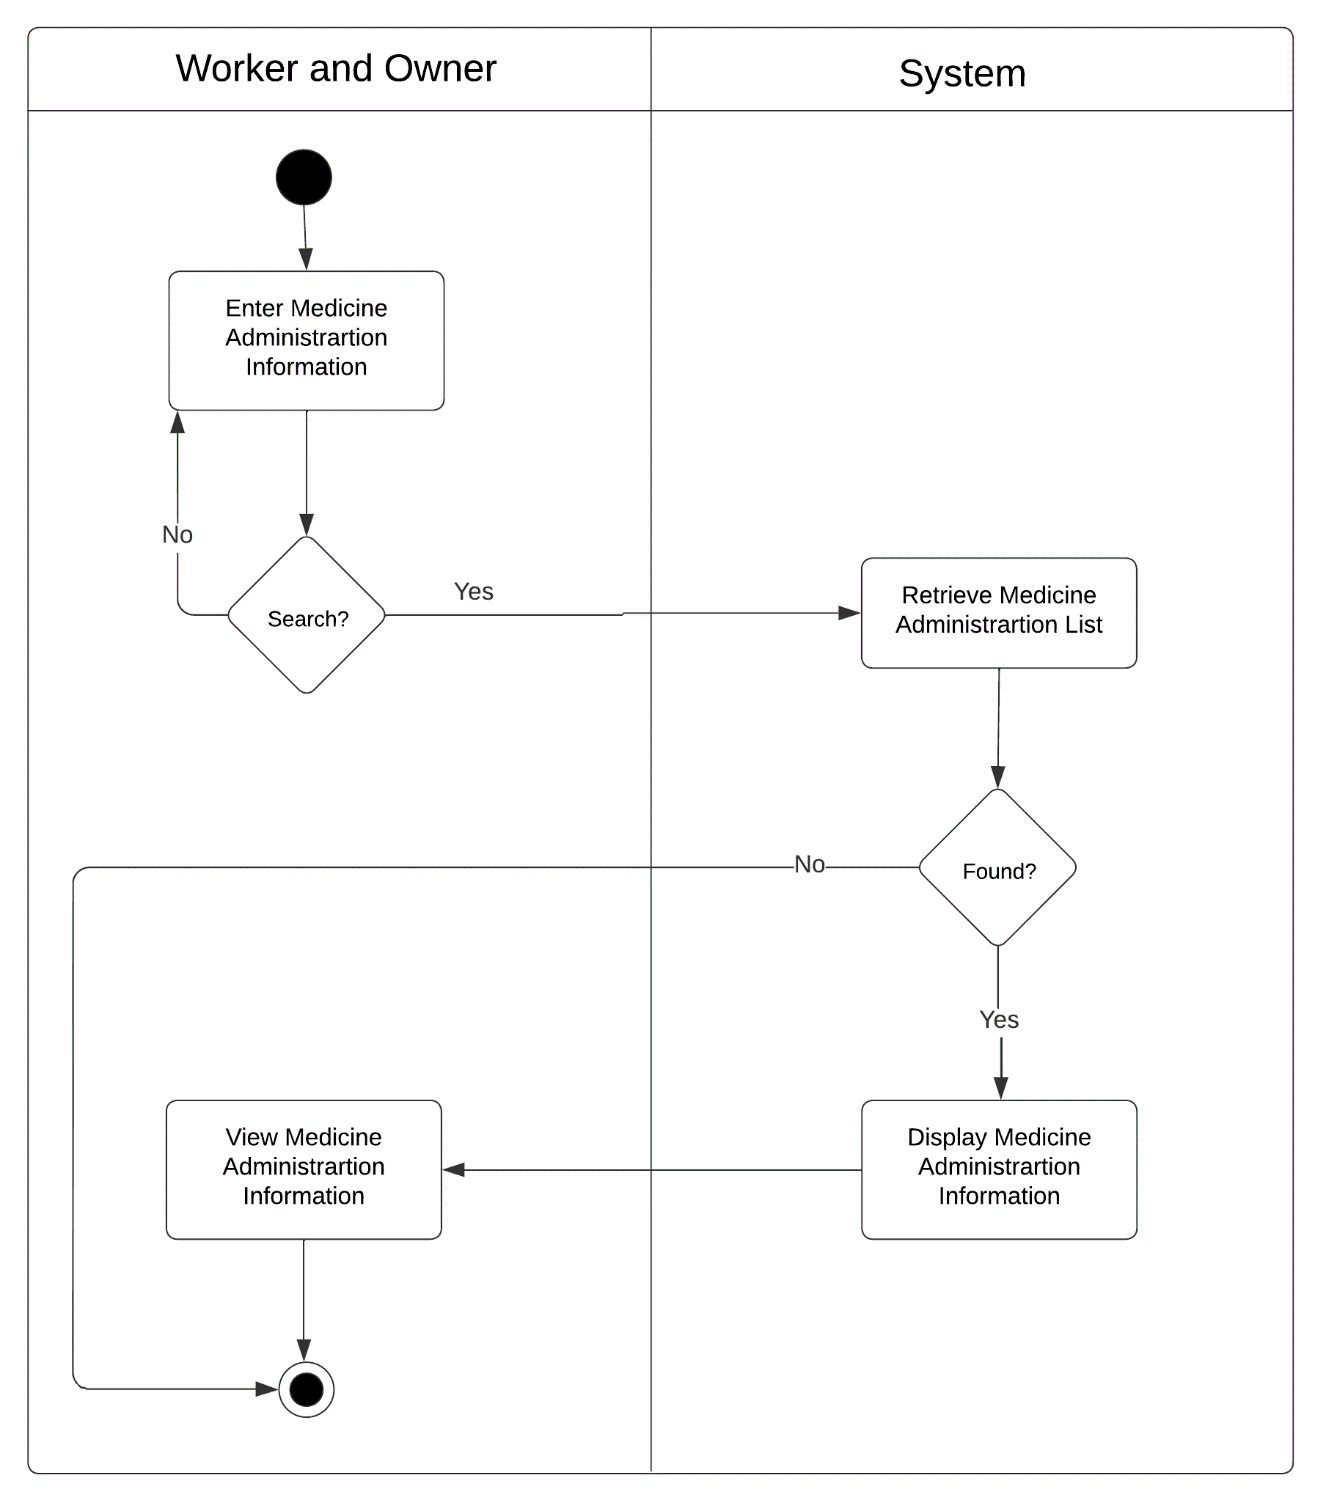 Worker and Owner
System
Enter Medicine
Administrartion
Information
No
Search?
Yes
Retrieve Medicine
Administrartion List
No
Found?
Yes
View Medicine
Administrartion
Information
Display Medicine
Administrartion
Information